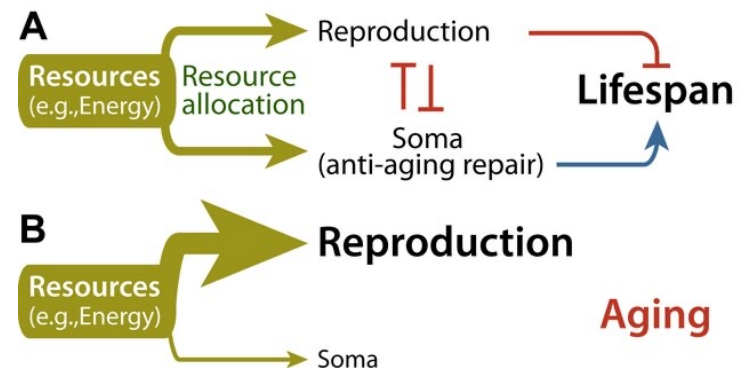 A
Reproduction
Resources
(e.g.,Energy)
Resource
allocation
Lifespan
Soma
(anti-aging repair)
B
Reproduction
Resources
(e.g.,Energy)
Aging
Soma